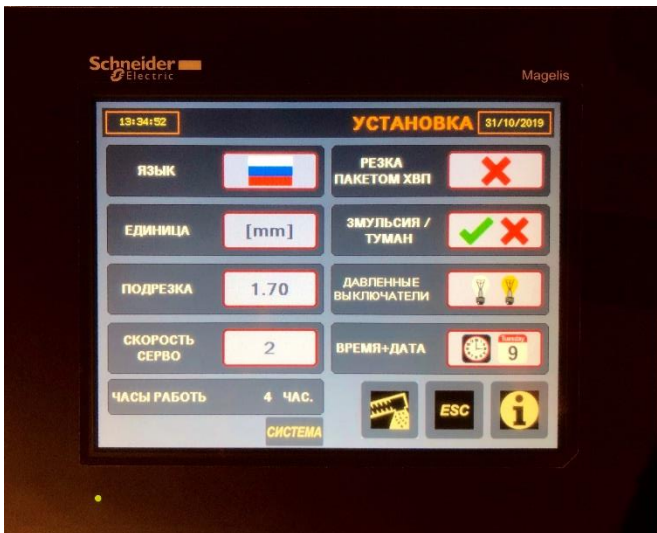 Schneider
Electric
Magelis
13:34:52
УСТАНОВКА
31/10/2019
ЯЗЫК
РЕЗКА
ПАКЕТОМ ХВП
ЕДИНИЦА
[mm]
ЗМУЛЬСИЯ /
ТУМАН
ПОДРЕЗКА
1.70
ДАВЛЕННЫЕ
ВЫКЛЮЧАТЕЛИ
СКОРОСТЬ
СЕРВО
2
ВРЕМЯ+ДАТА
Tuesday
9
ЧАСЫ РАБОТЬ
4 ЧАС.
СИСТЕМА
ESC
i